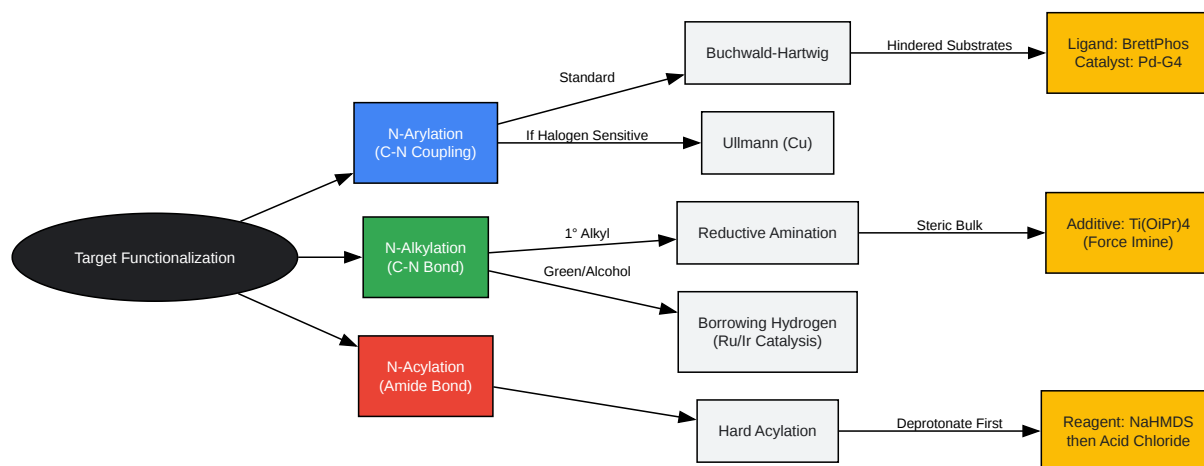 Target Functionalization
N-Arylation
(C-N Coupling)
Standard
Buchwald-Hartwig
Hindered Substrates
Ligand: BrettPhos
Catalyst: Pd-G4
If Halogen Sensitive
Ullmann (Cu)
N-Alkylation
(C-N Bond)
1° Alkyl
Reductive Amination
Steric Bulk
Additive: Ti(OiPr)4
(Force Imine)
Green/Alcohol
Borrowing Hydrogen
(Ru/Ir Catalysis)
N-Acylation
(Amide Bond)
Hard Acylation
Deprotonate First
Reagent: NaHMDS
then Acid Chloride